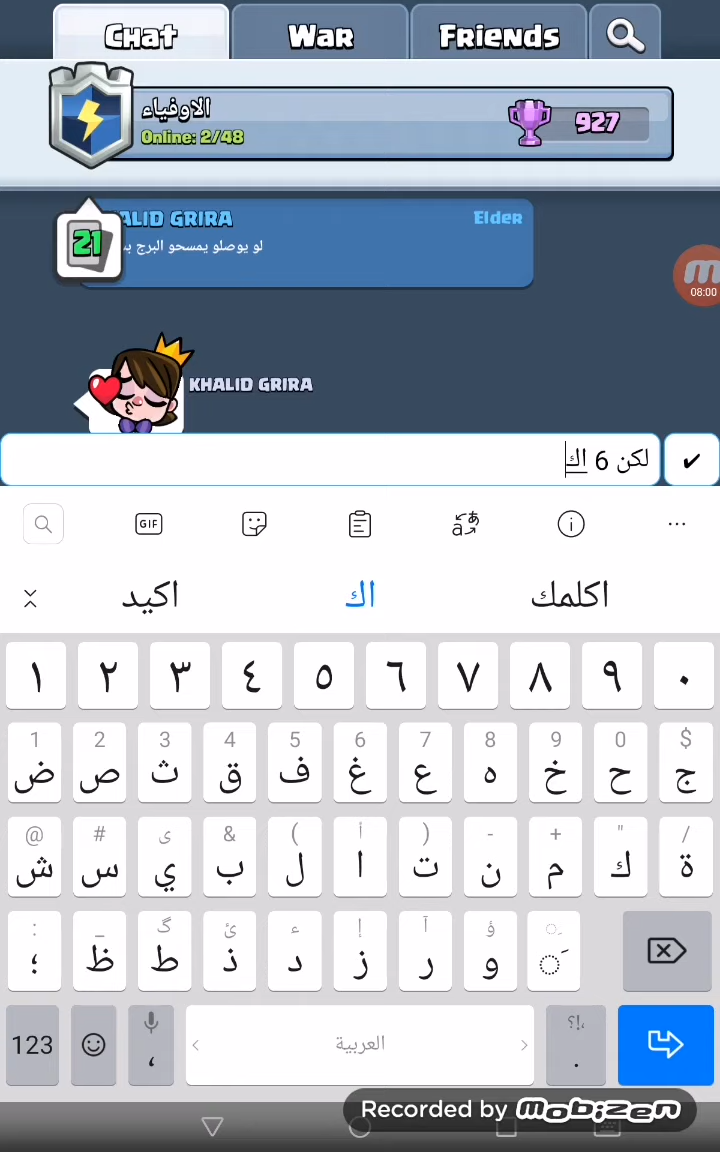 Chat War Friends
الاوفياء
Online: 2/48
927
ALID GRIRA Elder
لو يوصلو يمسحو البرج
21
08:00
KHALID GRIRA
لكن 6 اك
GIF
اكيد اك اكلمك
١ ٢ ٣ ٤ ٥ ٦ ٧ ٨ ٩ ٠
1 2 3 4 5 6 7 8 9 0 $
ض ص ث ق ف غ ع ه خ ح ج
@ # ى & ( أ ) - + " /
ش س ي ب ل ا ت ن م ك ة
: _ گ ئ ء إ آ ؤ
؛ ظ ط ذ د ز ر و
123 ، العربية . ،!؟
Recorded by mobizen